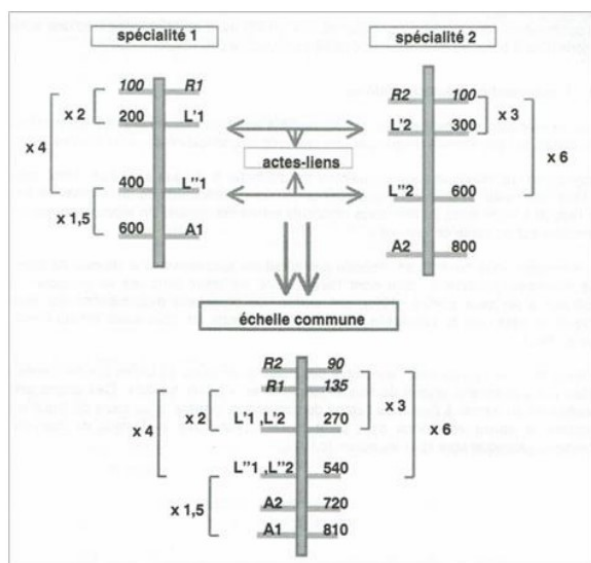 spécialité 1
spécialité 2
100 R1
x 2
200 L'1
x 4
400 L"1
x 1,5
600 A1
R2 100
x 3
L'2 300
x 6
L"2 600
A2 800
actes-liens
échelle commune
R2 90
R1 135
x 3
x 2
L'1 ,L'2 270
x 4
x 6
L"1 ,L"2 540
x 1,5
A2 720
A1 810